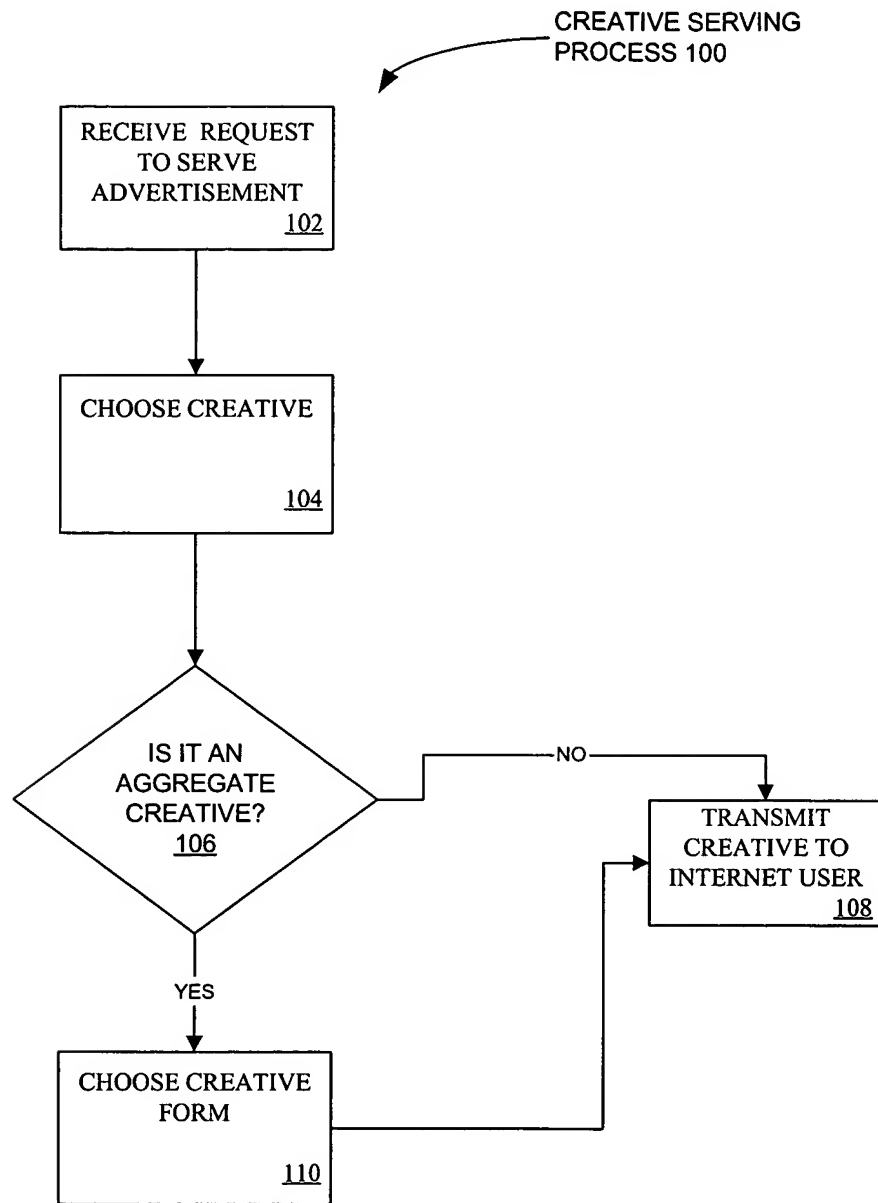 CREATIVE SERVING
PROCESS 100
RECEIVE REQUEST
TO SERVE
ADVERTISEMENT
102
CHOOSE CREATIVE
104
IS IT AN
AGGREGATE
CREATIVE?
106
NO
TRANSMIT
CREATIVE TO
INTERNET USER
108
YES
CHOOSE CREATIVE
FORM
110